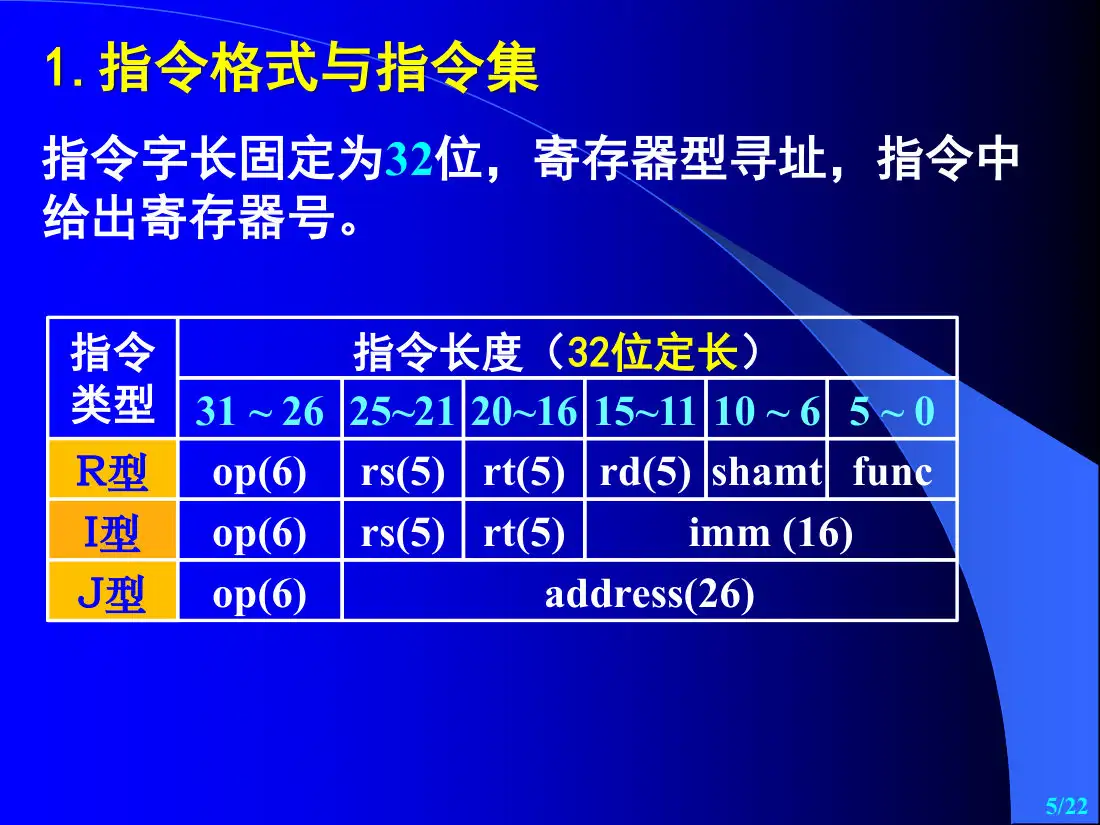 1.指令格式与指令集
指令字长固定为32位，寄存器型寻址，指令中
给出寄存器号。
指令类型 指令长度（32位定长）
31 ~ 26 25~21 20~16 15~11 10 ~ 6 5 ~ 0
R型 op(6) rs(5) rt(5) rd(5) shamt func
I型 op(6) rs(5) rt(5) imm (16)
J型 op(6) address(26)
5/22